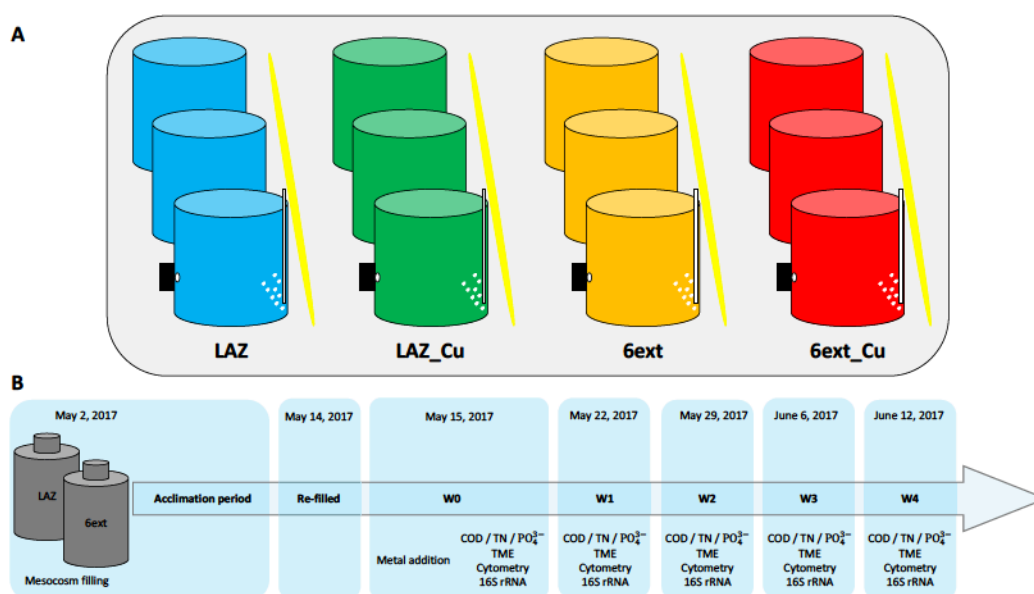 A
LAZ LAZ_Cu 6ext 6ext_Cu
B
May 2, 2017 May 14, 2017 May 15, 2017 May 22, 2017 May 29, 2017 June 6, 2017 June 12, 2017
LAZ
6ext
Acclimation period Re-filled W0 W1 W2 W3 W4
Metal addition
COD / TN / PO₄³⁻ COD / TN / PO₄³⁻ COD / TN / PO₄³⁻ COD / TN / PO₄³⁻ COD / TN / PO₄³⁻
TME TME TME TME TME
Cytometry Cytometry Cytometry Cytometry Cytometry
16S rRNA 16S rRNA 16S rRNA 16S rRNA 16S rRNA
Mesocosm filling